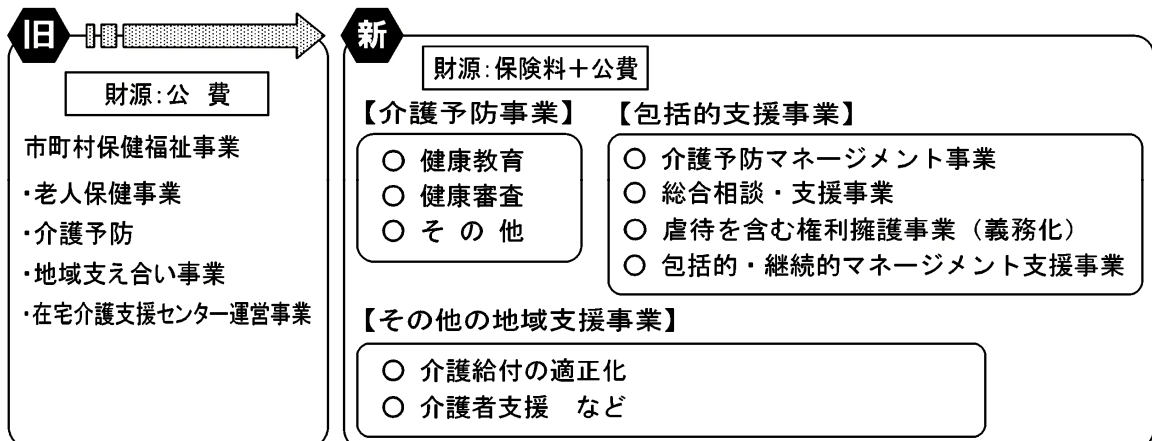 旧
財源:公 費
市町村保健福祉事業
・老人保健事業
・介護予防
・地域支え合い事業
・在宅介護支援センター運営事業
新
財源:保険料＋公費
【介護予防事業】
○ 健康教育
○ 健康審査
○ そ の 他
【包括的支援事業】
○ 介護予防マネージメント事業
○ 総合相談・支援事業
○ 虐待を含む権利擁護事業（義務化）
○ 包括的・継続的マネージメント支援事業
【その他の地域支援事業】
○ 介護給付の適正化
○ 介護者支援 など